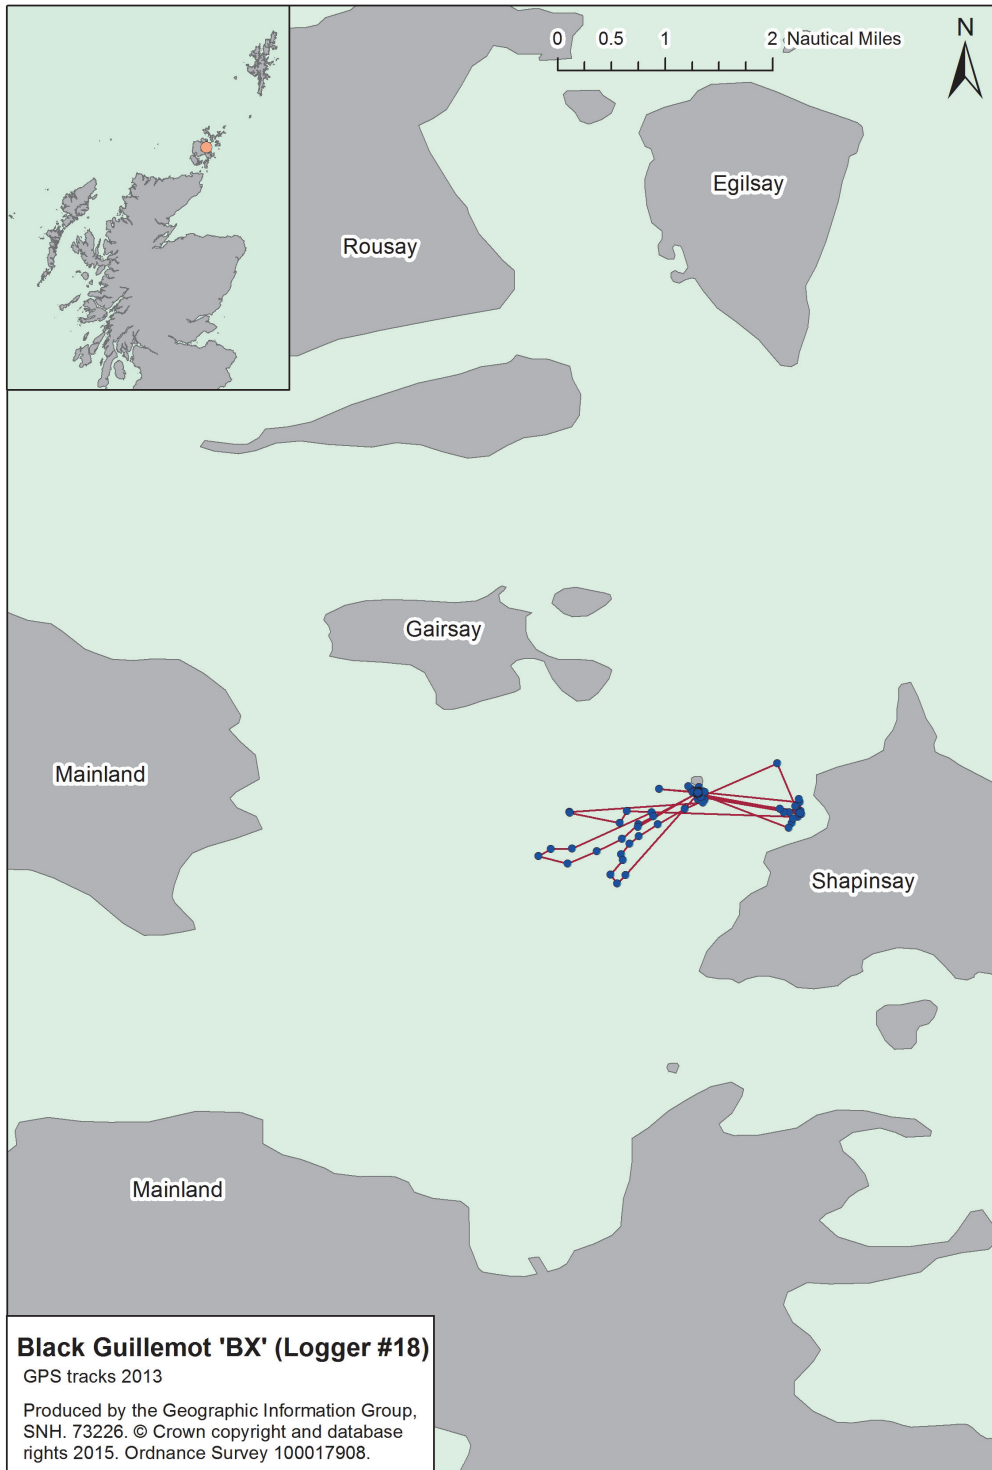 N
0 0.5 1 2 Nautical Miles
Egilsay
Rousay
Gairsay
Mainland
Shapinsay
Mainland
Black Guillemot 'BX' (Logger #18)
GPS tracks 2013
Produced by the Geographic Information Group,
SNH. 73226. © Crown copyright and database
rights 2015. Ordnance Survey 100017908.